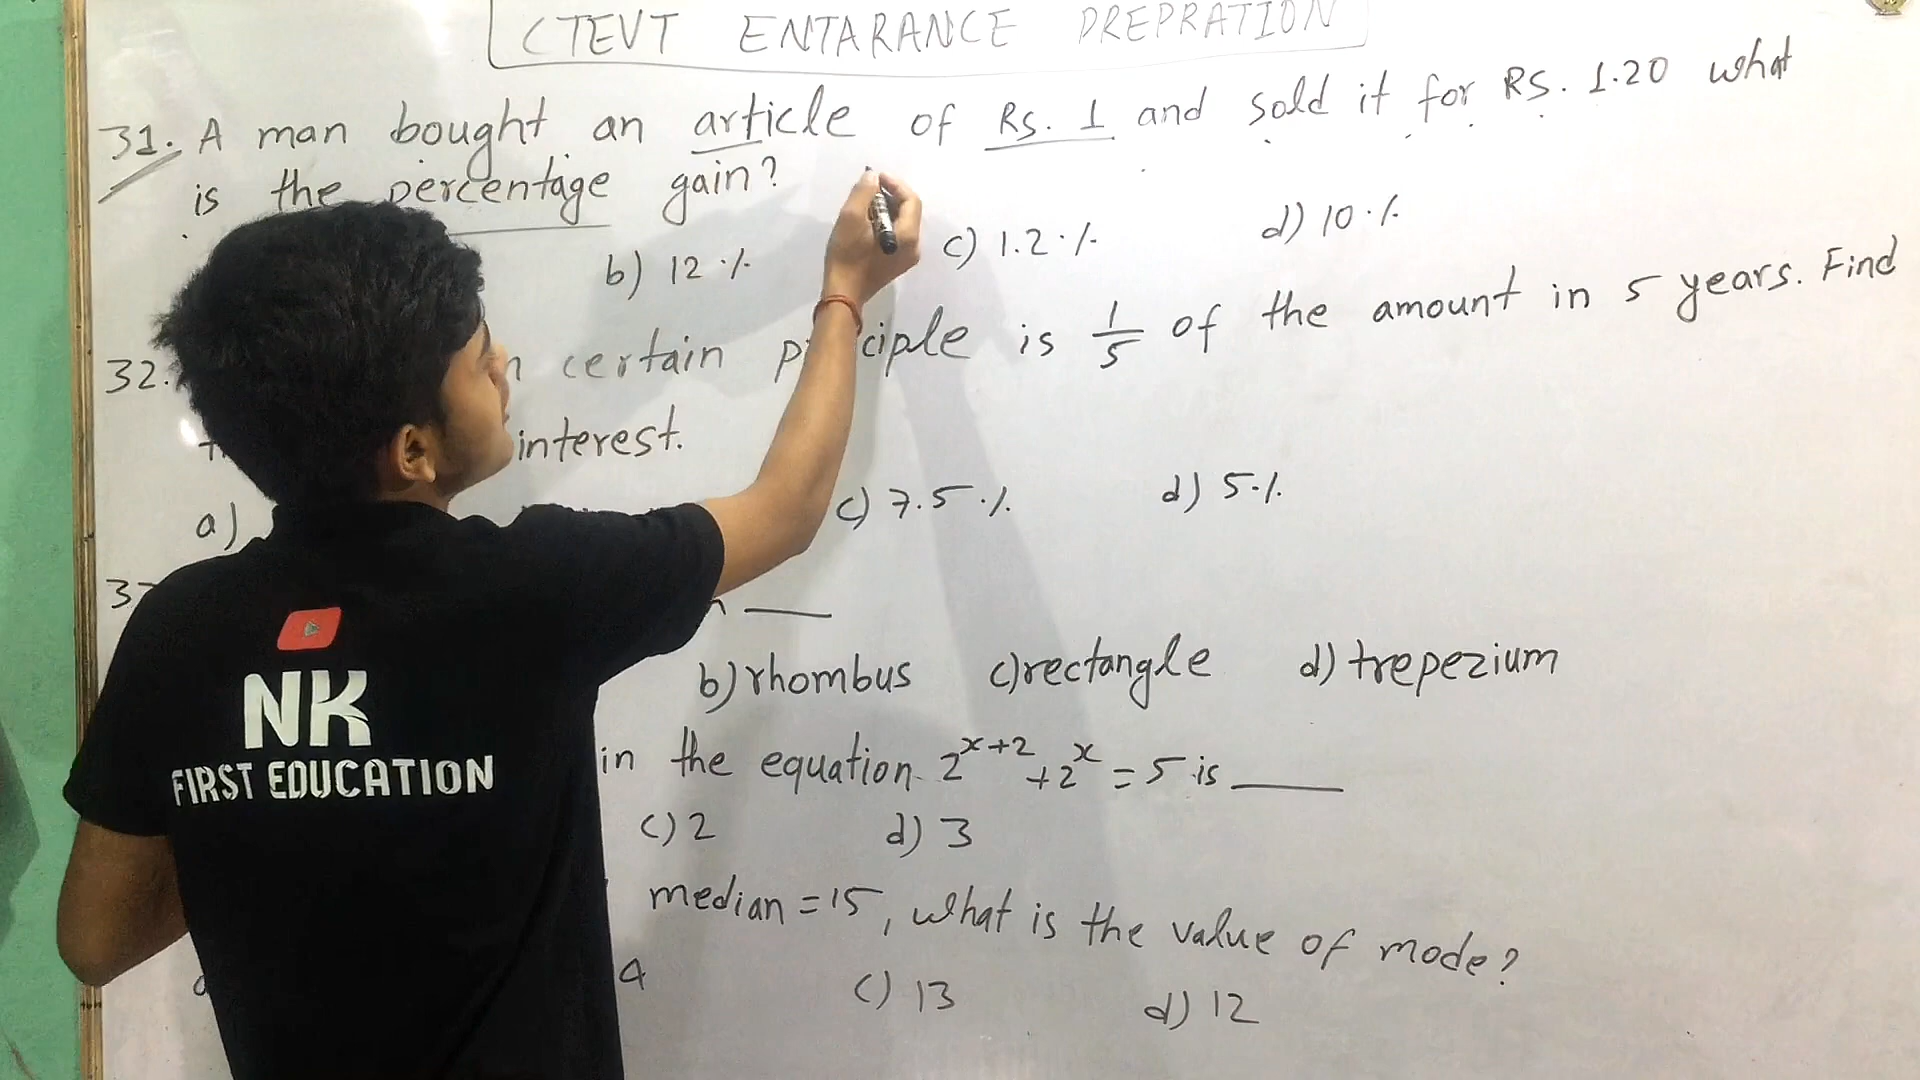 CTEVT ENTARANCE PREPRATION
31. A man bought an article of Rs. 1 and sold it for RS. 1.20 what
is the percentage gain?
b) 12 % c) 1.2 % d) 10 %
32. certain is 1/5 of the amount in 5 years. Find
interest.
a) c) 7.5 % d) 5 %
b) rhombus c) rectangle d) trepezium
in the equation 2^{x+2} + 2^x = 5 is ____
c) 2 d) 3
median = 15, what is the value of mode?
4 c) 13 d) 12
NK
FIRST EDUCATION